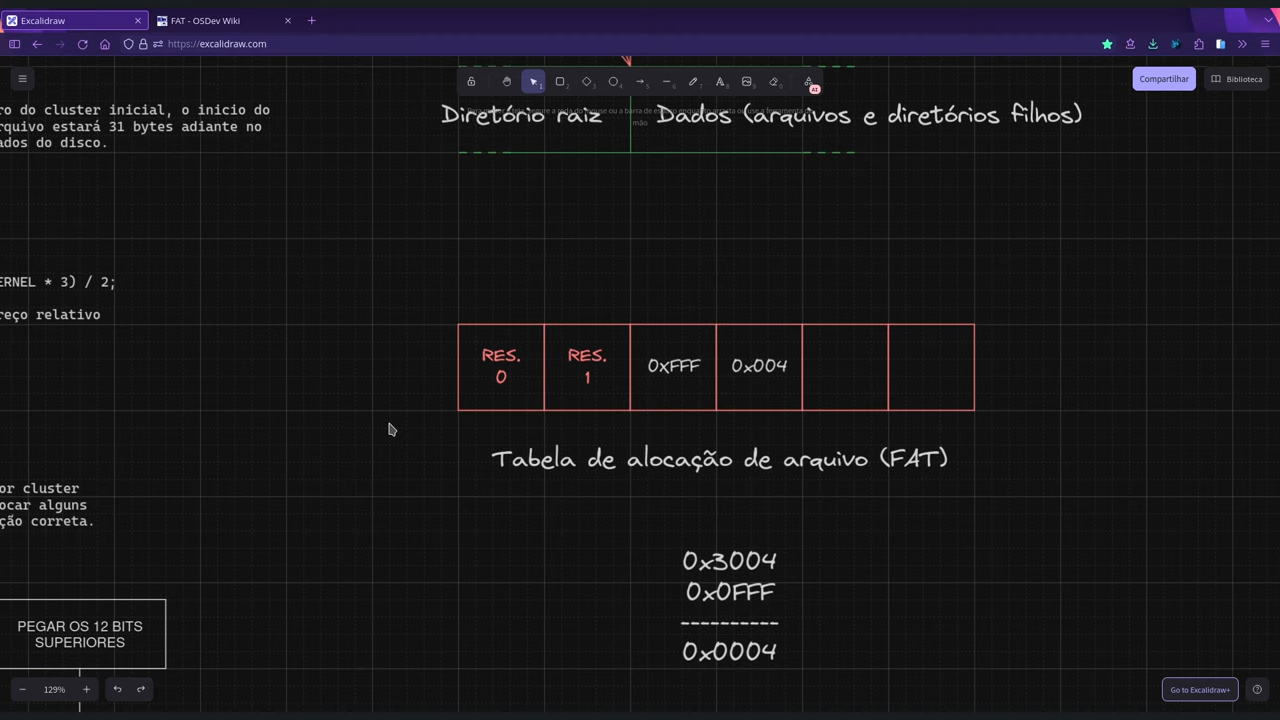 Excalidraw
FAT - OSDev Wiki
https://excalidraw.com
Compartilhar
Biblioteca
AI
ro do cluster inicial, o inicio do
rquivo estará 31 bytes adiante no
ados do disco.
Diretório raiz
Dados (arquivos e diretórios filhos)
mão
ERNEL * 3) / 2;
reço relativo
RES.
0
RES.
1
0xFFF
0x004
Tabela de alocação de arquivo (FAT)
or cluster
ocar alguns
ção correta.
0x3004
0x0FFF
----------
0x0004
PEGAR OS 12 BITS
SUPERIORES
129%
Go to Excalidraw+